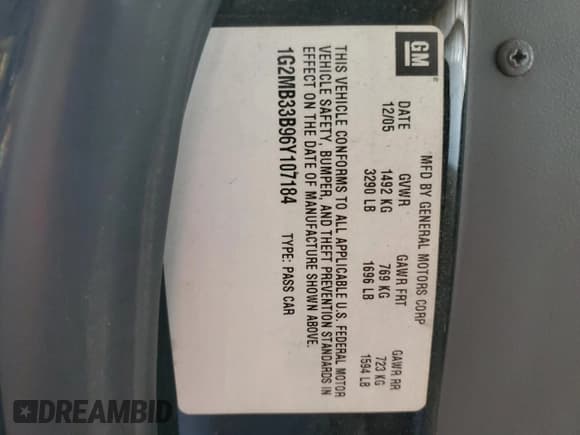 GM
MFD BY GENERAL MOTORS CORP
DATE GVWR GAWR FRT GAWR RR
12/05 1492 KG 769 KG 723 KG
3290 LB 1696 LB 1594 LB
THIS VEHICLE CONFORMS TO ALL APPLICABLE U.S. FEDERAL MOTOR
VEHICLE SAFETY, BUMPER, AND THEFT PREVENTION STANDARDS IN
EFFECT ON THE DATE OF MANUFACTURE SHOWN ABOVE.
1G2MB33B96Y107184 TYPE: PASS CAR
DREAMBID